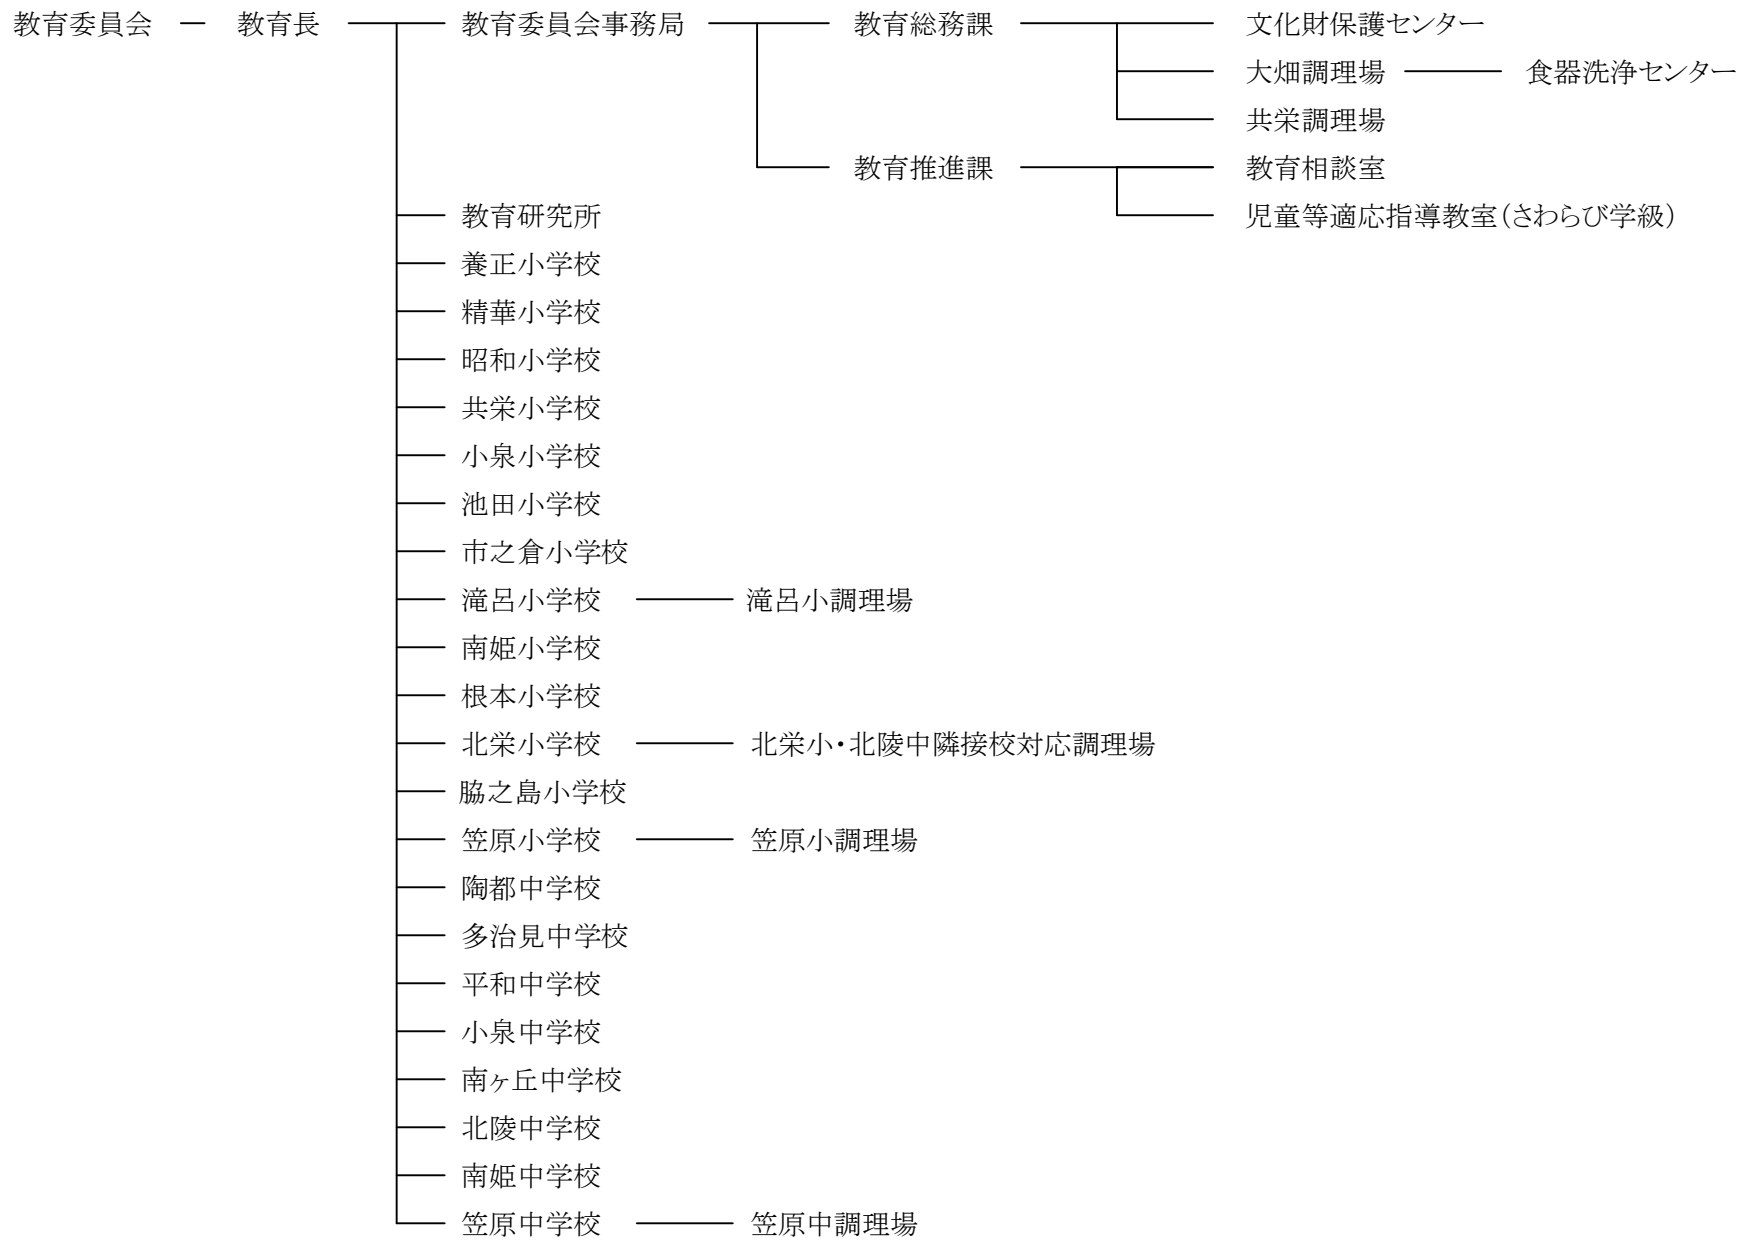 教育委員会 教育長 教育委員会事務局 教育総務課 文化財保護センター
大畑調理場 食器洗浄センター
共栄調理場
教育推進課 教育相談室
教育研究所 児童等適応指導教室(さわらび学級)
養正小学校
精華小学校
昭和小学校
共栄小学校
小泉小学校
池田小学校
市之倉小学校
滝呂小学校 滝呂小調理場
南姫小学校
根本小学校
北栄小学校 北栄小・北陵中隣接校対応調理場
脇之島小学校
笠原小学校 笠原小調理場
陶都中学校
多治見中学校
平和中学校
小泉中学校
南ヶ丘中学校
北陵中学校
南姫中学校
笠原中学校 笠原中調理場